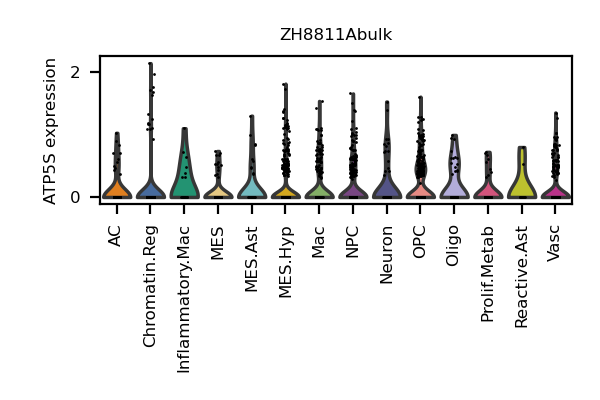 ZH8811Abulk
ATP5S expression
2
0
AC
Chromatin.Reg
Inflammatory.Mac
MES
MES.Ast
MES.Hyp
Mac
NPC
Neuron
OPC
Oligo
Prolif.Metab
Reactive.Ast
Vasc